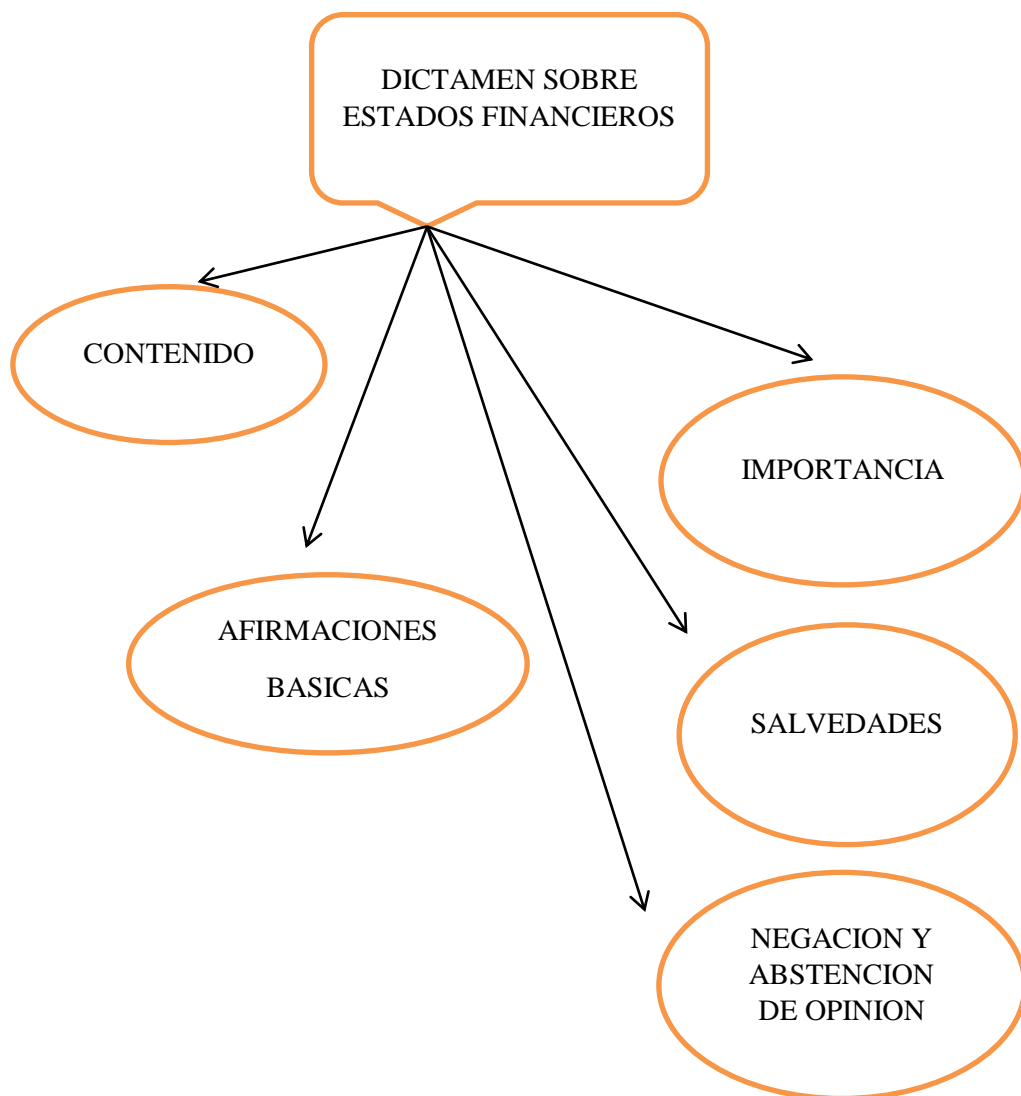 DICTAMEN SOBRE
ESTADOS FINANCIEROS
CONTENIDO
IMPORTANCIA
AFIRMACIONES
BASICAS
SALVEDADES
NEGACION Y
ABSTENCION
DE OPINION